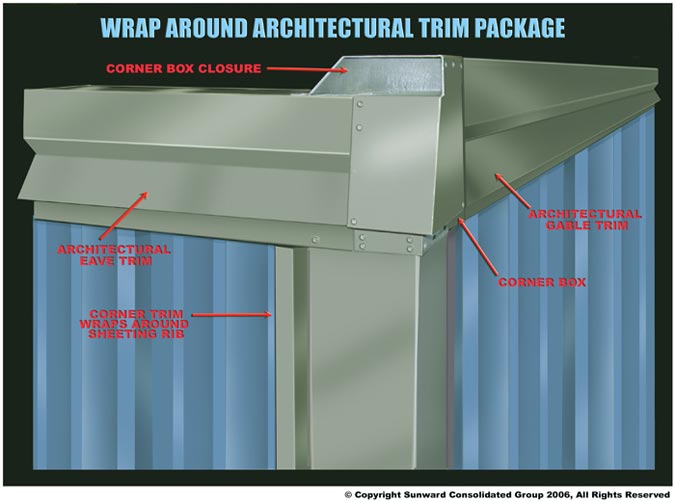 WRAP AROUND ARCHITECTURAL TRIM PACKAGE
CORNER BOX CLOSURE
ARCHITECTURAL
GABLE TRIM
ARCHITECTURAL
EAVE TRIM
CORNER BOX
CORNER TRIM
WRAPS AROUND
SHEETING RIB
© Copyright Sunward Consolidated Group 2006, All Rights Reserved